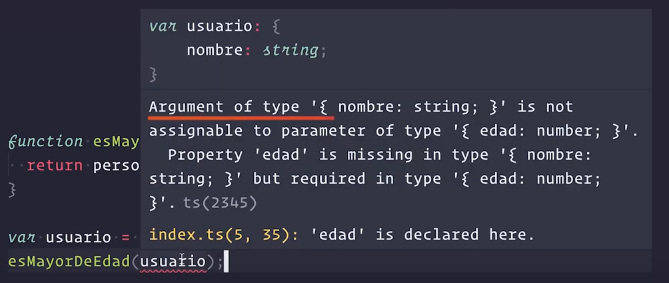 var usuario: {
nombre: string;
}
Argument of type '{ nombre: string; }' is not
assignable to parameter of type '{ edad: number; }'.
Property 'edad' is missing in type '{ nombre:
string; }' but required in type '{ edad: number;
}'. ts(2345)
index.ts(5, 35): 'edad' is declared here.
function esMayo
return perso
}
var usuario =
esMayorDeEdad(usuario);